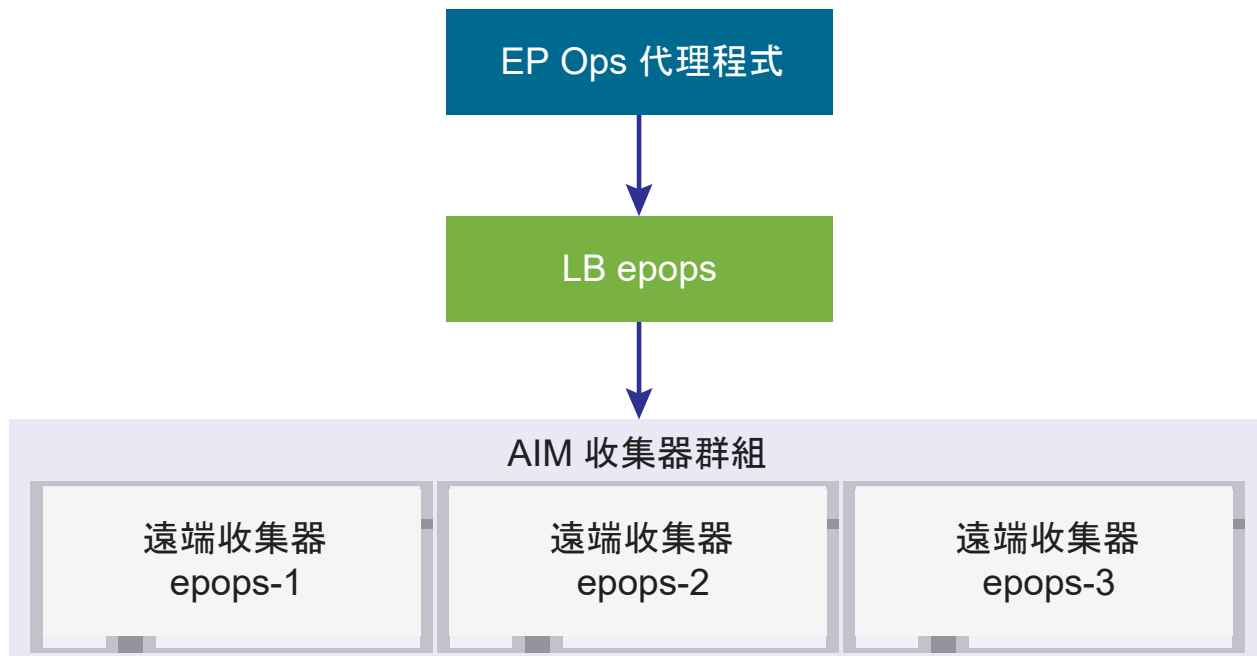 EP Ops 代理程式
LB epops
AIM 收集器群組
遠端收集器
epops-1
遠端收集器
epops-2
遠端收集器
epops-3